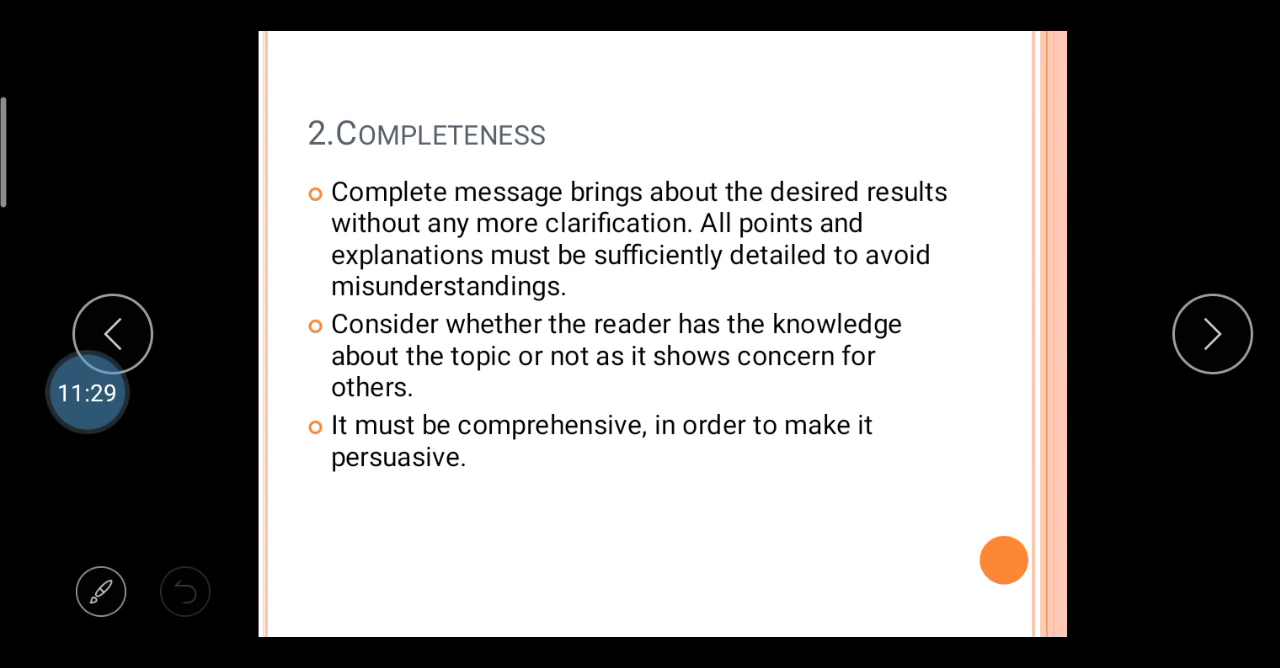 2.COMPLETENESS
Complete message brings about the desired results
without any more clarification. All points and
explanations must be sufficiently detailed to avoid
misunderstandings.
Consider whether the reader has the knowledge
about the topic or not as it shows concern for
others.
It must be comprehensive, in order to make it
persuasive.
11:29